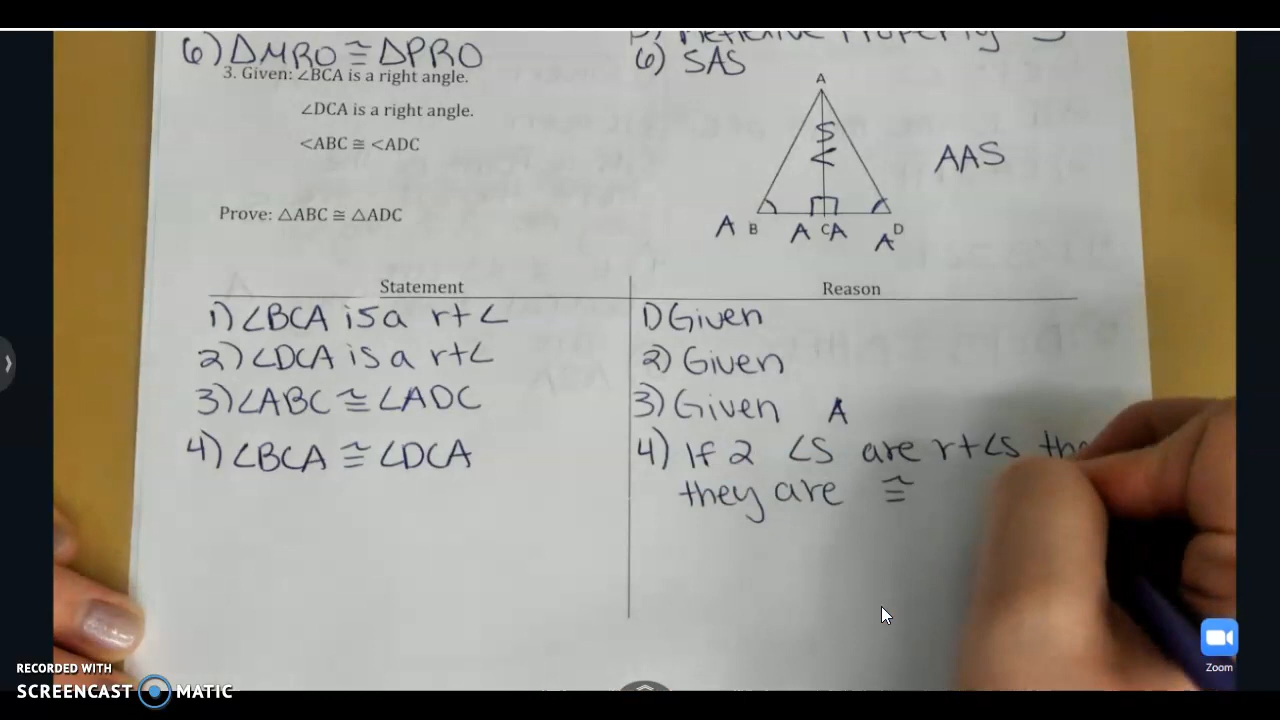 6) △MRO ≅ △PRO
6) SAS
3. Given: ∠BCA is a right angle.
∠DCA is a right angle.
<ABC ≅ <ADC
Prove: △ABC ≅ △ADC
A
S
AAS
A B A C A A D
Statement Reason
1) ∠BCA is a rt ∠ 1) Given
2) ∠DCA is a rt ∠ 2) Given
3) ∠ABC ≅ ∠ADC 3) Given A
4) ∠BCA ≅ ∠DCA 4) If 2 ∠S are rt ∠s
they are ≅
Zoom
RECORDED WITH
SCREENCAST MATIC